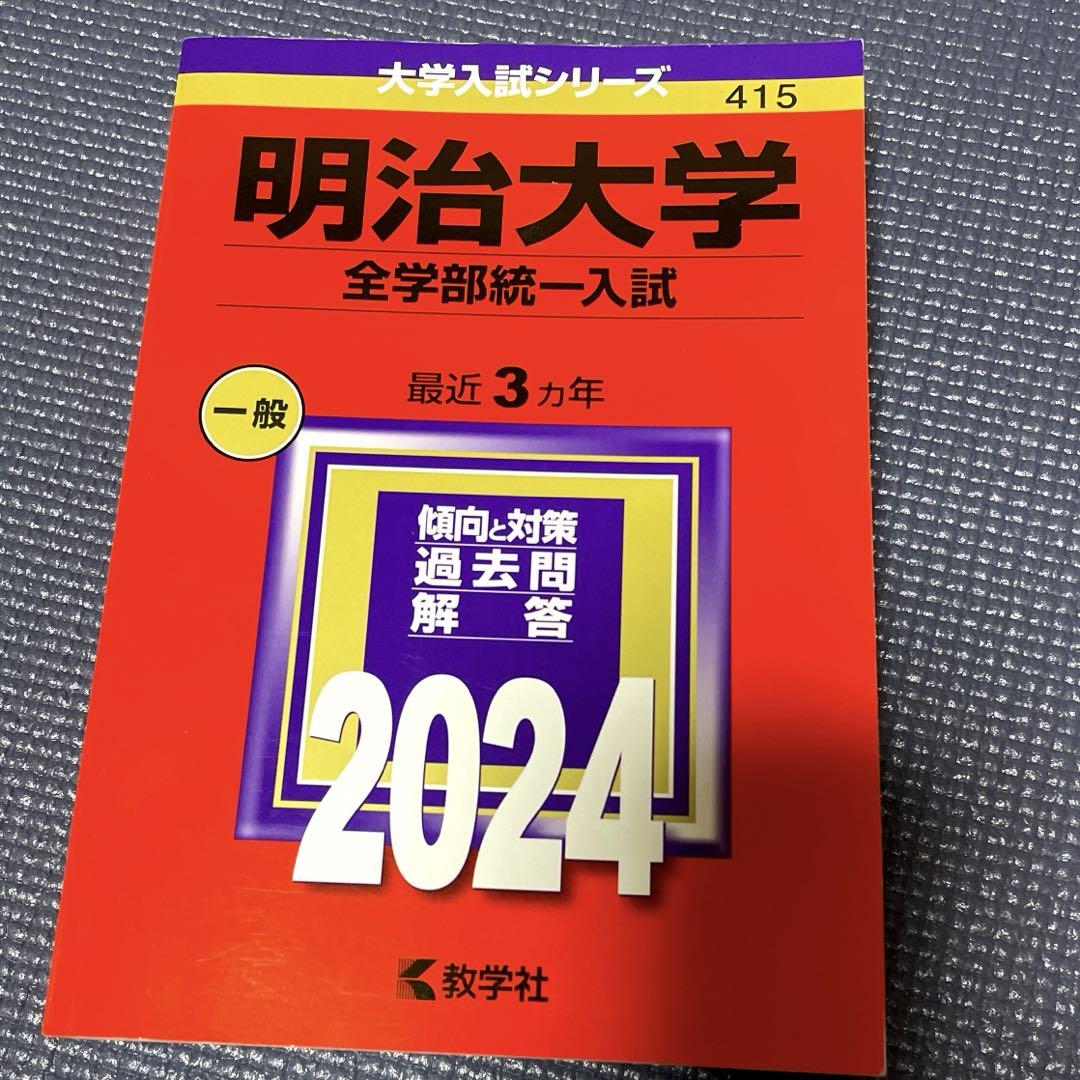 大学入試シリーズ
415
明治大学
全学部統一入試
最近3カ年
一般
傾向と対策
過去問
解答
2024
教学社